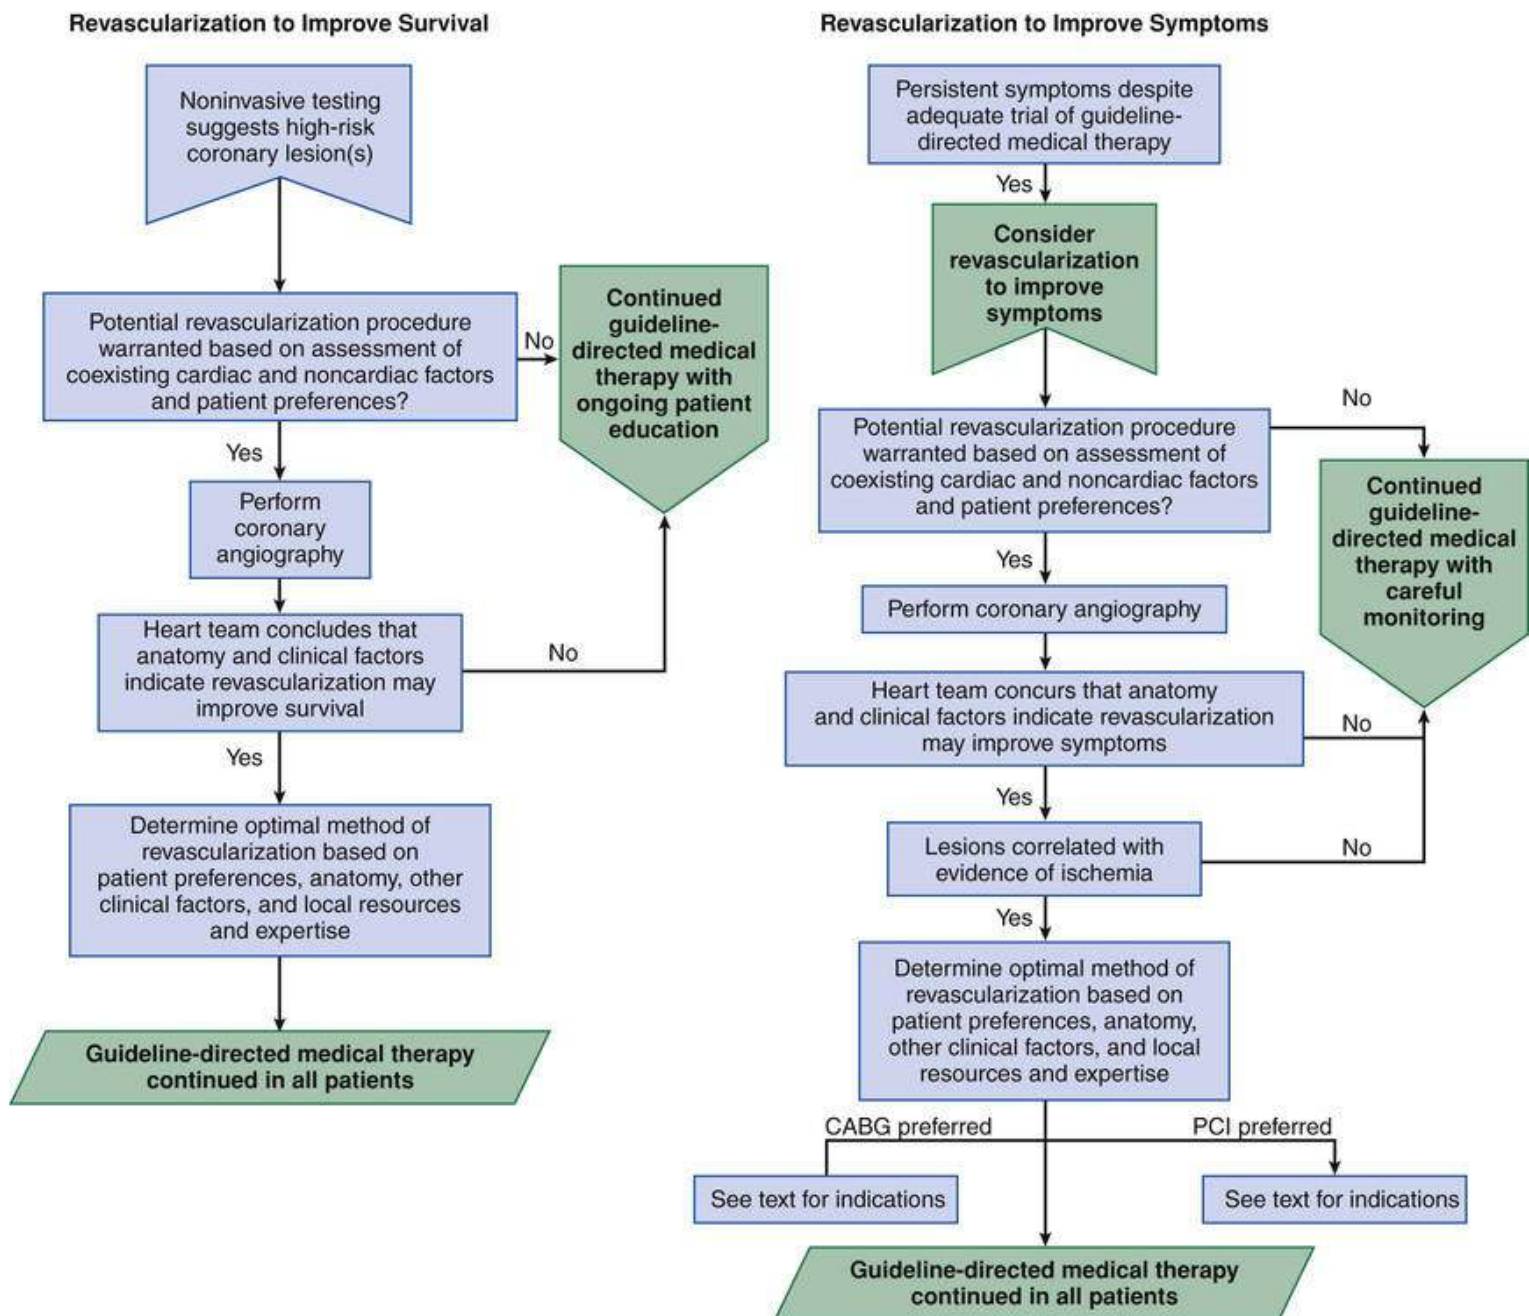 Revascularization to Improve Survival
Noninvasive testing
suggests high-risk
coronary lesion(s)
Potential revascularization procedure
warranted based on assessment of
coexisting cardiac and noncardiac factors
and patient preferences?
No
Continued
guideline-
directed medical
therapy with
ongoing patient
education
Yes
Perform
coronary
angiography
Heart team concludes that
anatomy and clinical factors
indicate revascularization may
improve survival
No
Yes
Determine optimal method of
revascularization based on
patient preferences, anatomy, other
clinical factors, and local resources
and expertise
Guideline-directed medical therapy
continued in all patients
Revascularization to Improve Symptoms
Persistent symptoms despite
adequate trial of guideline-
directed medical therapy
Yes
Consider
revascularization
to improve
symptoms
Potential revascularization procedure
warranted based on assessment of
coexisting cardiac and noncardiac factors
and patient preferences?
No
Continued
guideline-
directed medical
therapy with
careful
monitoring
Yes
Perform coronary angiography
Heart team concurs that anatomy
and clinical factors indicate revascularization
may improve symptoms
No
Yes
Lesions correlated with
evidence of ischemia
No
Yes
Determine optimal method of
revascularization based on
patient preferences, anatomy,
other clinical factors, and local
resources and expertise
CABG preferred
PCI preferred
See text for indications
See text for indications
Guideline-directed medical therapy
continued in all patients